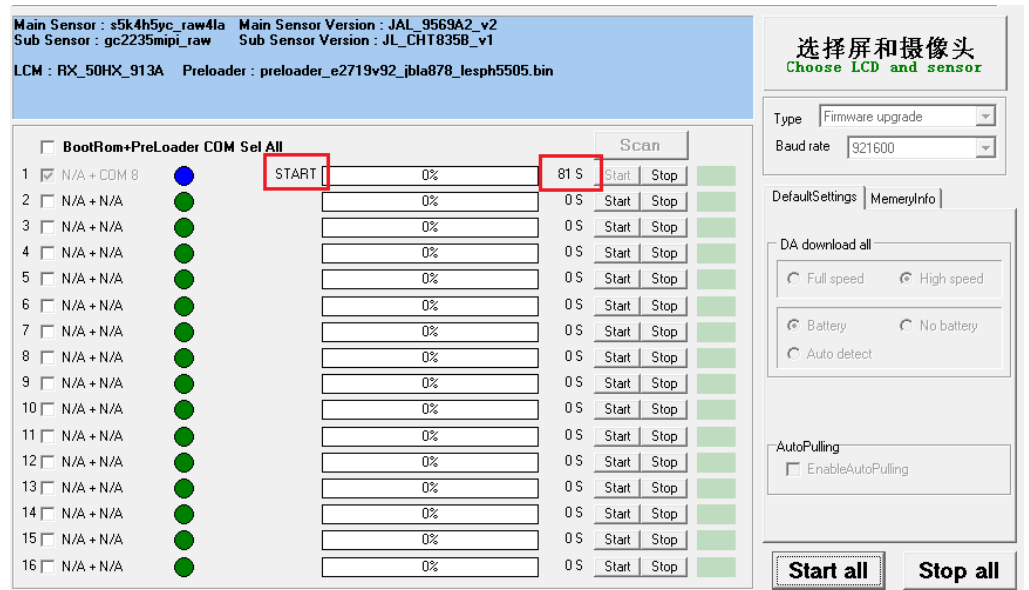 Main Sensor : s5k4h5yc_raw4la Main Sensor Version : JAL_9569A2_v2
Sub Sensor : gc2235mipi_raw Sub Sensor Version : JL_CHT835B_v1
LCM : RX_50HX_913A Preloader : preloader_e2719v92_jbla878_lesph5505.bin
选择屏和摄像头
Choose LCD and sensor
Type Firmware upgrade
Baud rate 921600
BootRom+PreLoader COM Sel All Scan
1 N/A + COM 8 START 0% 81 S Start Stop
2 N/A + N/A 0% 0 S Start Stop
3 N/A + N/A 0% 0 S Start Stop
4 N/A + N/A 0% 0 S Start Stop
5 N/A + N/A 0% 0 S Start Stop
6 N/A + N/A 0% 0 S Start Stop
7 N/A + N/A 0% 0 S Start Stop
8 N/A + N/A 0% 0 S Start Stop
9 N/A + N/A 0% 0 S Start Stop
10 N/A + N/A 0% 0 S Start Stop
11 N/A + N/A 0% 0 S Start Stop
12 N/A + N/A 0% 0 S Start Stop
13 N/A + N/A 0% 0 S Start Stop
14 N/A + N/A 0% 0 S Start Stop
15 N/A + N/A 0% 0 S Start Stop
16 N/A + N/A 0% 0 S Start Stop
DefaultSettings MemeryInfo
DA download all
Full speed High speed
Battery No battery
Auto detect
AutoPulling
EnableAutoPulling
Start all Stop all